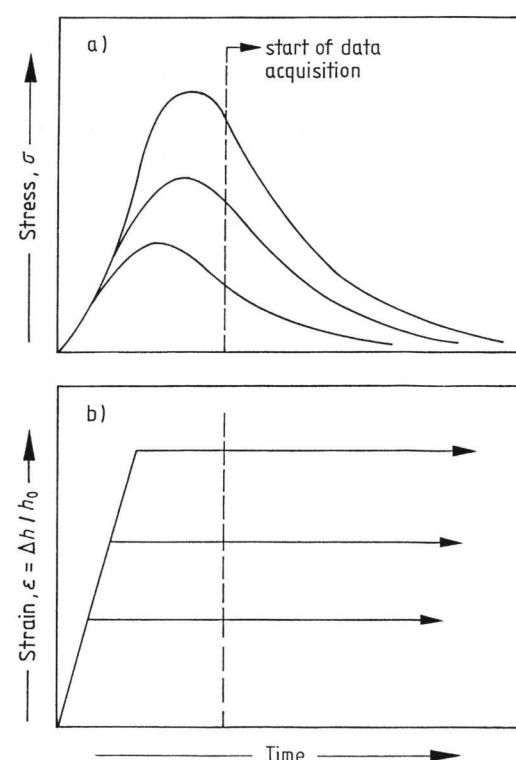 a)
start of data
acquisition
Stress, σ
b)
Strain, ε = Δh / h₀
Time